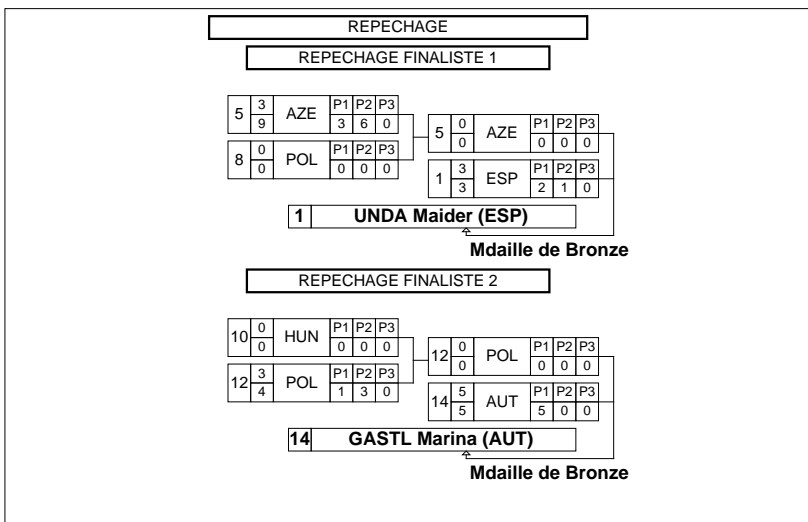 REPECHAGE
REPECHAGE FINALISTE 1
5 3 AZE P1 P2 P3
9 3 6 0
8 0 POL P1 P2 P3
0 0 0 0
5 0 AZE P1 P2 P3
0 0 0 0
1 3 ESP P1 P2 P3
3 2 1 0
1 UNDA Maider (ESP)
Mdaille de Bronze
REPECHAGE FINALISTE 2
10 0 HUN P1 P2 P3
0 0 0 0
12 3 POL P1 P2 P3
4 1 3 0
12 0 POL P1 P2 P3
0 0 0 0
14 5 AUT P1 P2 P3
5 5 0 0
14 GASTL Marina (AUT)
Mdaille de Bronze